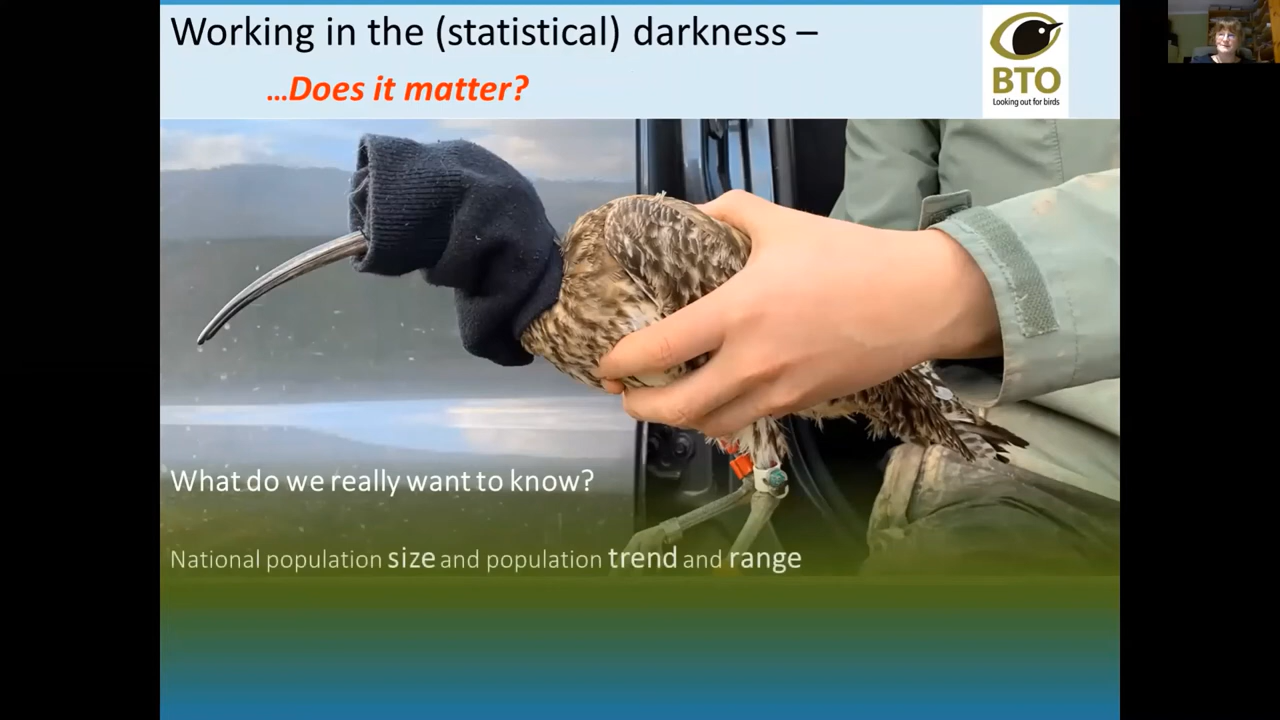 Working in the (statistical) darkness –
...Does it matter?
BTO
Looking out for birds
What do we really want to know?
National population size and population trend and range